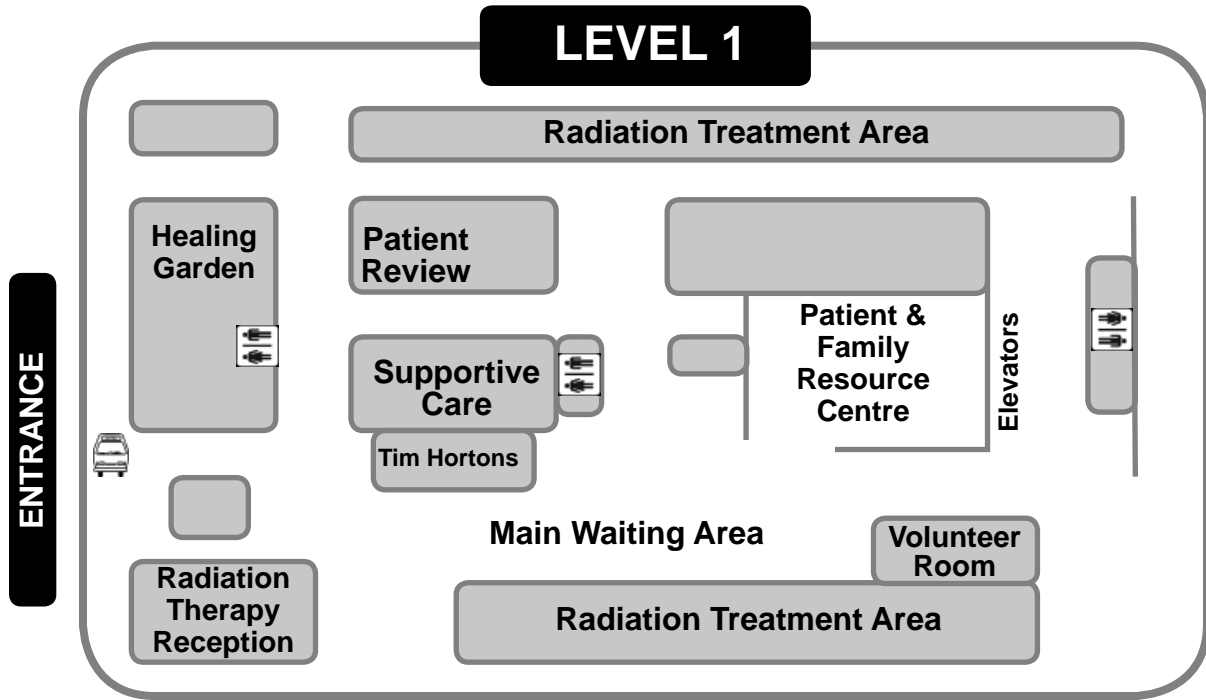 LEVEL 1
Radiation Treatment Area
Healing
Garden
Patient
Review
Patient &
Family
Resource
Centre
Elevators
ENTRANCE
Supportive
Care
Tim Hortons
Main Waiting Area
Volunteer
Room
Radiation
Therapy
Reception
Radiation Treatment Area